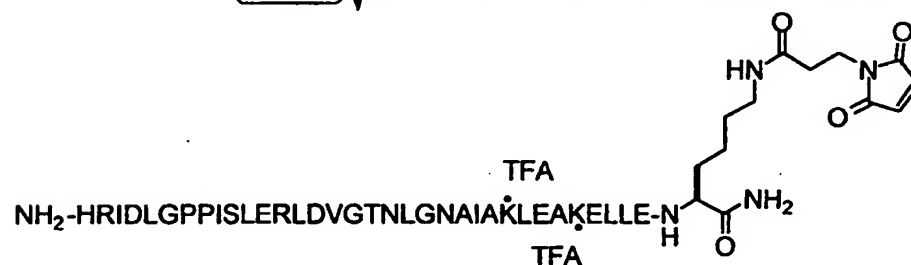 O
O
HN N
O
TFA
NH₂-HRIDLGPPISLERLDVGTNLGNAIAKLEAKELLE-N NH₂
H O
TFA